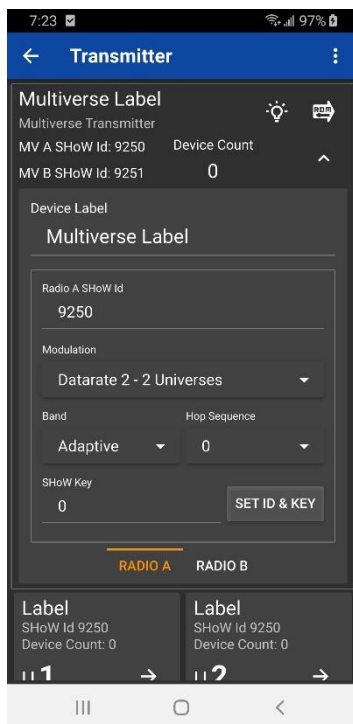 7:23 97%
Transmitter
Multiverse Label
RDM
Multiverse Transmitter
MV A SHoW Id: 9250 Device Count
MV B SHoW Id: 9251 0
Device Label
Multiverse Label
Radio A SHoW Id
9250
Modulation
Datarate 2 - 2 Universes
Band Hop Sequence
Adaptive 0
SHoW Key
0 SET ID & KEY
RADIO A RADIO B
Label Label
SHoW Id 9250 SHoW Id 9250
Device Count: 0 Device Count: 0
1 2